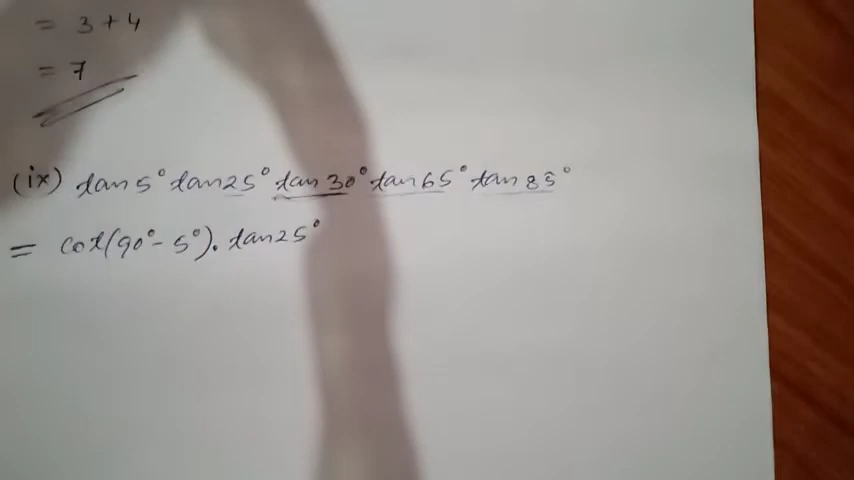 = 3 + 4
= 7
(ix) tan 5° tan 25° tan 30° tan 65° tan 85°
= cot(90° - 5°). tan 25°